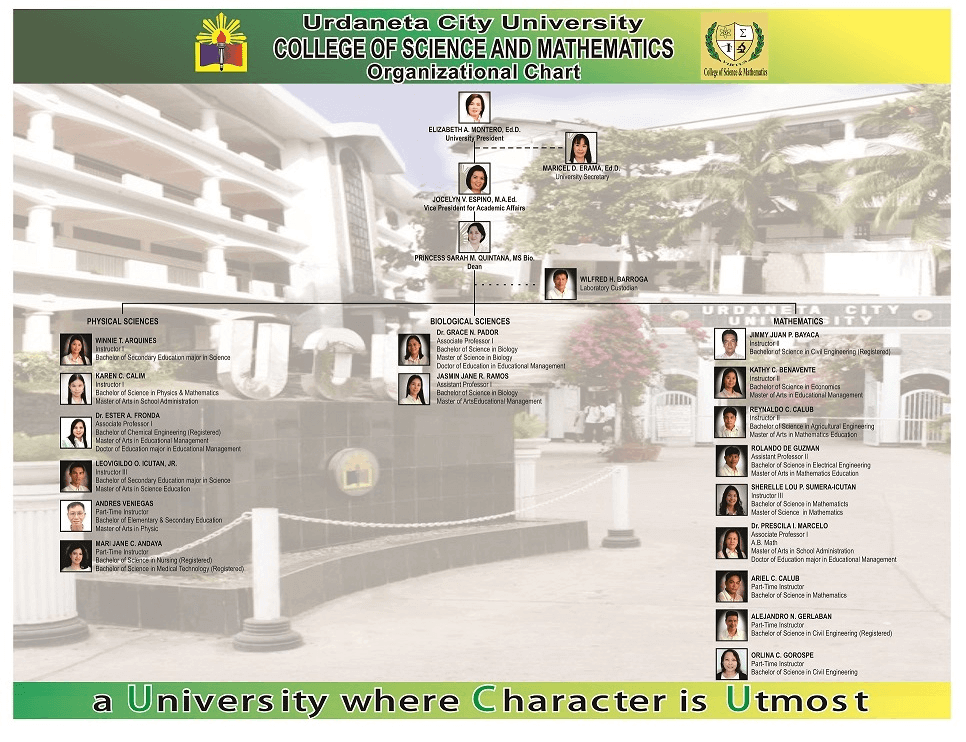 Urdaneta City University
COLLEGE OF SCIENCE AND MATHEMATICS
Organizational Chart
College of Science & Mathematics
ELIZABETH A. MONTERO, Ed.D.
University President
MARICEL D. ERAMA, Ed.D.
University Secretary
JOCELYN V. ESPINO, M.A.Ed.
Vice President for Academic Affairs
PRINCESS SARAH M. QUINTANA, MS Bio.
Dean
WILFRED H. BARROGA
Laboratory Custodian
PHYSICAL SCIENCES
WINNIE T. ARQUINES
Instructor I
Bachelor of Secondary Education major in Science
KAREN C. CALIM
Instructor I
Bachelor of Science in Physics & Mathematics
Master of Arts in School Administration
Dr. ESTER A. FRONDA
Associate Professor I
Bachelor of Chemical Engineering (Registered)
Master of Arts in Educational Management
Doctor of Education major in Educational Management
LEOVIGILDO O. ICUTAN, JR.
Instructor III
Bachelor of Secondary Education major in Science
Master of Arts in Science Education
ANDRES VENIEGAS
Part-Time Instructor
Bachelor of Elementary & Secondary Education
Master of Arts in Physic
MARI JANE C. ANDAYA
Part-Time Instructor
Bachelor of Science in Nursing (Registered)
Bachelor of Science in Medical Technology (Registered)
BIOLOGICAL SCIENCES
Dr. GRACE N. PADOR
Associate Professor I
Bachelor of Science in Biology
Master of Science in Biology
Doctor of Education in Educational Management
JASMIN JANE R. RAMOS
Assistant Professor I
Bachelor of Science in Biology
Master of ArtsEducational Management
URDANETA CITY
UNIVERSITY
MATHEMATICS
JIMMY JUAN P. BAYACA
Instructor II
Bachelor of Science in Civil Engineering (Registered)
KATHY C. BENAVENTE
Instructor II
Bachelor of Science in Economics
Master of Arts in Educational Management
REYNALDO C. CALUB
Instructor II
Bachelor of Science in Agricultural Engineering
Master of Arts in Mathematics Education
ROLANDO DE GUZMAN
Assistant Professor II
Bachelor of Science in Electrical Engineering
Master of Arts in Mathematics Education
SHERELLE LOU P. SUMERA-ICUTAN
Instructor III
Bachelor of Science in Mathematics
Master of Science in Mathematics
Dr. PRESCILA I. MARCELO
Associate Professor I
A.B. Math
Master of Arts in School Administration
Doctor of Education major in Educational Management
ARIEL C. CALUB
Part-Time Instructor
Bachelor of Science in Mathematics
ALEJANDRO N. GERLABAN
Part-Time Instructor
Bachelor of Science in Civil Engineering (Registered)
ORLINA C. GOROSPE
Part-Time Instructor
Bachelor of Science in Civil Engineering
UCU
a University where Character is Utmost